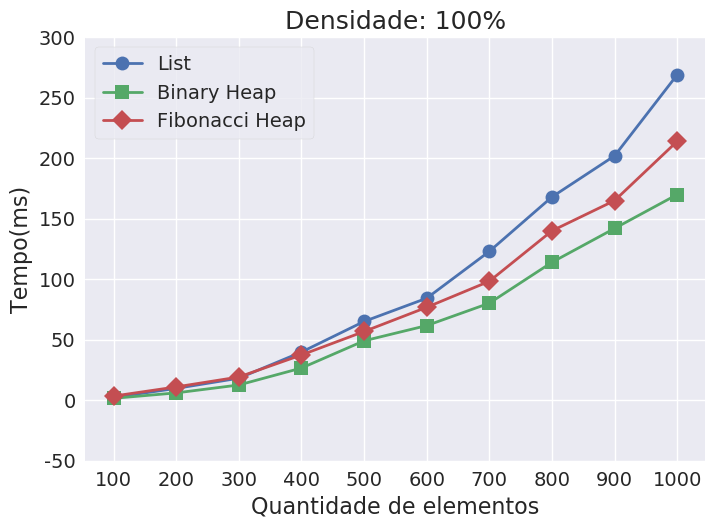 Densidade: 100%
List
Binary Heap
Fibonacci Heap
Tempo(ms)
300
250
200
150
100
50
0
-50
100 200 300 400 500 600 700 800 900 1000
Quantidade de elementos